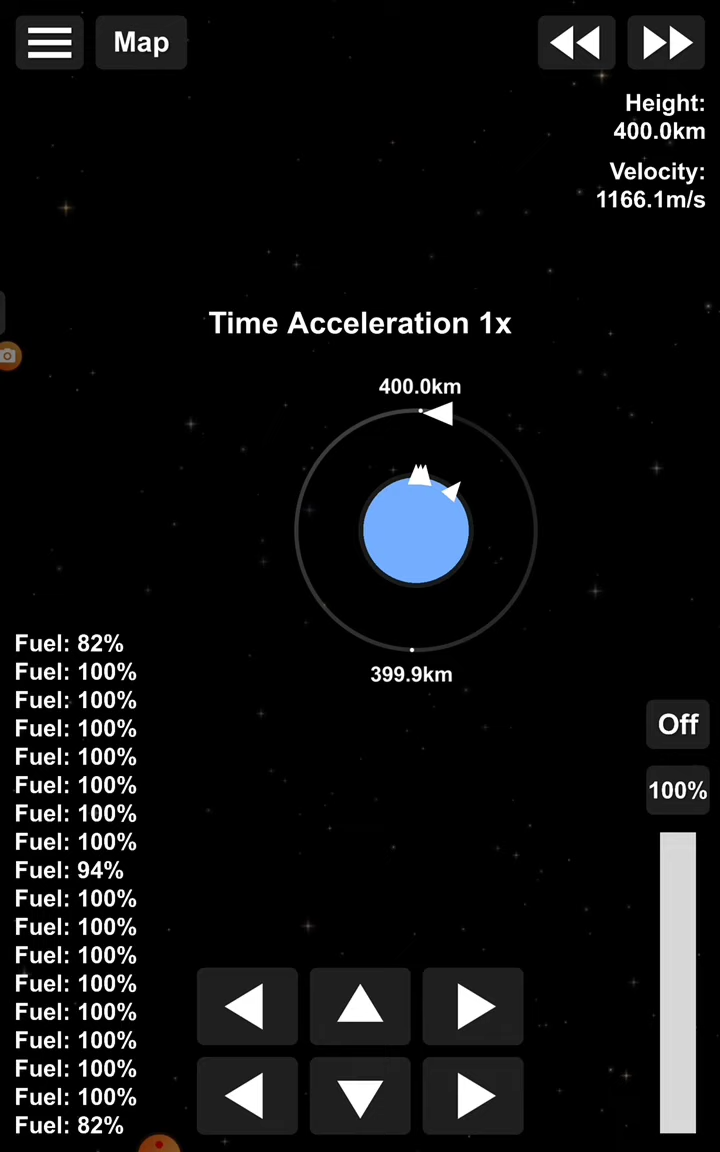 Map
Height:
400.0km
Velocity:
1166.1m/s
Time Acceleration 1x
400.0km
399.9km
Fuel: 82%
Fuel: 100%
Fuel: 100%
Fuel: 100%
Fuel: 100%
Fuel: 100%
Fuel: 100%
Fuel: 100%
Fuel: 94%
Fuel: 100%
Fuel: 100%
Fuel: 100%
Fuel: 100%
Fuel: 100%
Fuel: 100%
Fuel: 100%
Fuel: 100%
Fuel: 82%
Off
100%